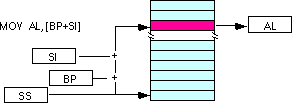 MOV AL,[BP+SI]
AL
SI
+
BP
+
SS